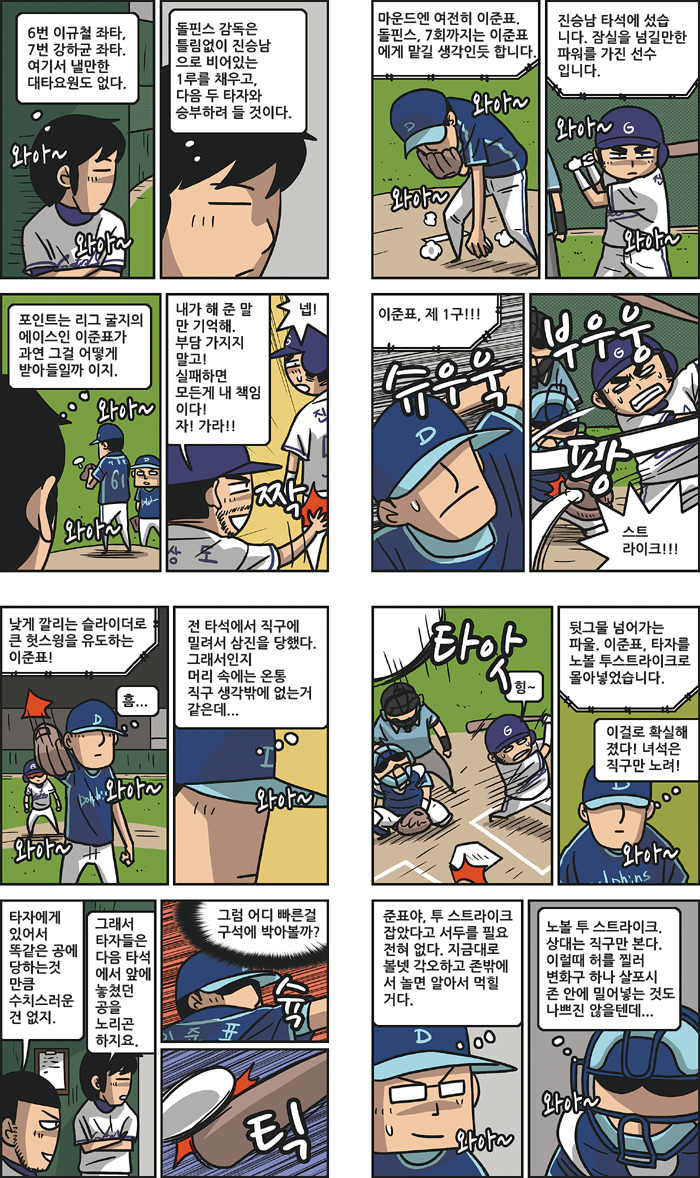 6번 이규철 좌타,
7번 강하균 좌타.
여기서 낼만한
대타요원도 없다.
와아~
와아~
돌핀스 감독은
틀림없이 진승남
으로 비어있는
1루를 채우고,
다음 두 타자와
승부하려 들 것이다.
포인트는 리그 굴지의
에이스인 이준표가
과연 그걸 어떻게
받아들일까 이지.
와아~
61
와아~
내가 해 준 말
만 기억해.
부담 가지지
말고!
실패하면
모든게 내 책임
이다!
자! 가라!!
넵!
G
진
짝
상 도
마운드엔 여전히 이준표.
돌핀스, 7회까지는 이준표
에게 맡길 생각인듯 합니다.
와아~
D
와아~
진승남 타석에 섰습
니다. 잠실을 넘길만한
파워를 가진 선수
입니다.
와아~
G
와아~
이준표, 제 1구!!!
슈우우욱
D
부우우웅
G
팡
스트
라이크!!!
낮게 깔리는 슬라이더로
큰 헛스윙을 유도하는
이준표!
흠...
D
Dolphins
와아~
와아~
전 타석에서 직구에
밀려서 삼진을 당했다.
그래서인지
머리 속에는 온통
직구 생각밖에 없는거
같은데...
와아~
타자에게
있어서
똑같은 공에
당하는것
만큼
수치스러운
건 없지.
그래서
타자들은
다음 타석
에서 앞에
놓쳤던
공을
노리곤
하지요.
그럼 어디 빠른걸
구석에 박아볼까?
슉
이 준 표
틱
타앗
힝~
G
뒷그물 넘어가는
파울. 이준표, 타자를
노볼 투스트라이크로
몰아넣었습니다.
이걸로 확실해
졌다! 녀석은
직구만 노려!
D
와아~
Dolphins
준표야, 투 스트라이크
잡았다고 서두를 필요
전혀 없다. 지금대로
볼넷 각오하고 존밖에
서 놀면 알아서 먹힐
거다.
D
와아~
노볼 투 스트라이크.
상대는 직구만 본다.
이럴때 허를 찔러
변화구 하나 살포시
존 안에 밀어넣는 것도
나쁘진 않을텐데...
와아~